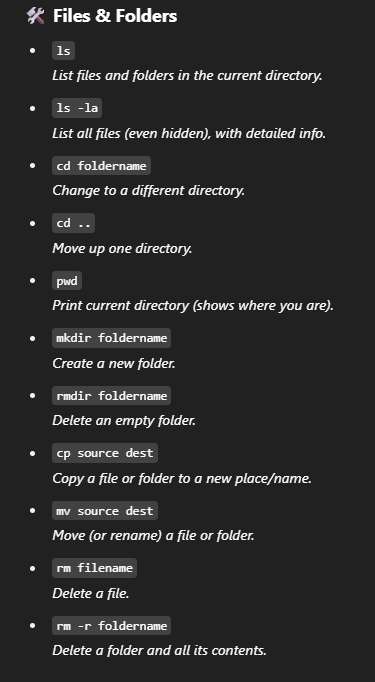 🛠️ Files & Folders
• ls
List files and folders in the current directory.
• ls -la
List all files (even hidden), with detailed info.
• cd foldername
Change to a different directory.
• cd ..
Move up one directory.
• pwd
Print current directory (shows where you are).
• mkdir foldername
Create a new folder.
• rmdir foldername
Delete an empty folder.
• cp source dest
Copy a file or folder to a new place/name.
• mv source dest
Move (or rename) a file or folder.
• rm filename
Delete a file.
• rm -r foldername
Delete a folder and all its contents.